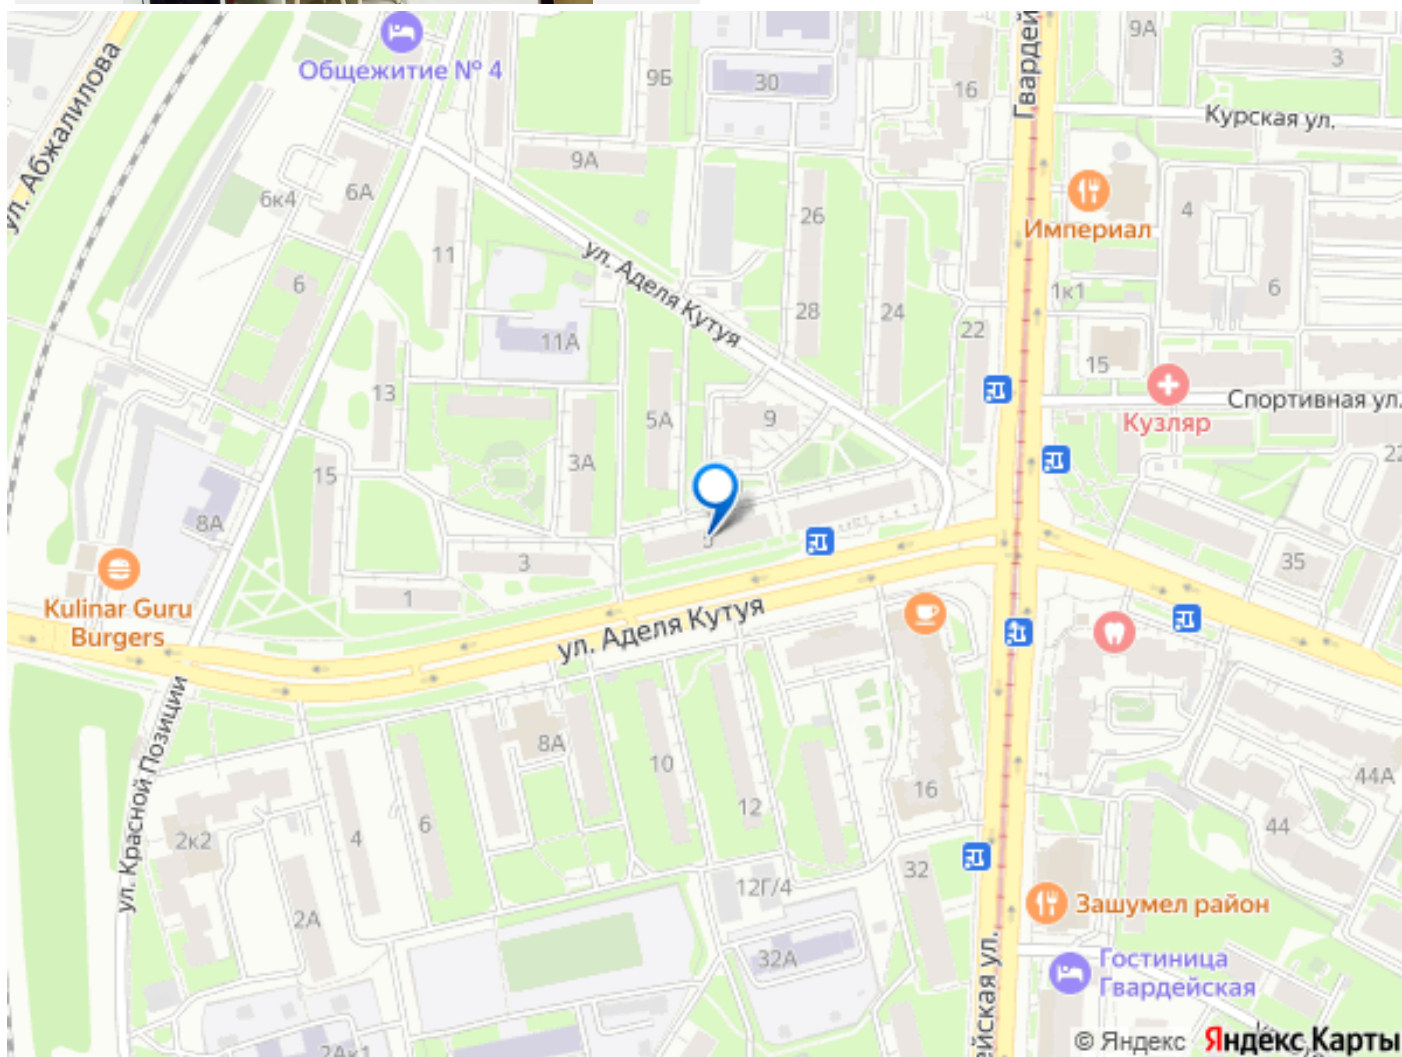 ул. Абжалилова
Общежитие № 4
9Б
30
16
Гвардей
9А
3
Курская ул.
9А
6к4
6А
26
Империал
4
11
ул. Аделя Кутуя
6
28
24
1к1
6
22
11А
15
13
Кузляр
Спортивная ул.
5А
9
3А
15
22
8А
3
35
1
Kulinar Guru
Burgers
ул. Аделя Кутуя
ул. Красной Позиции
8А
10
12
16
44А
2к2
4
6
44
12Г/4
32
2А
Зашумел район
32А
Гостиница
Гвардейская
ейская ул.
2Ак1
© Яндекс Яндекс Карты